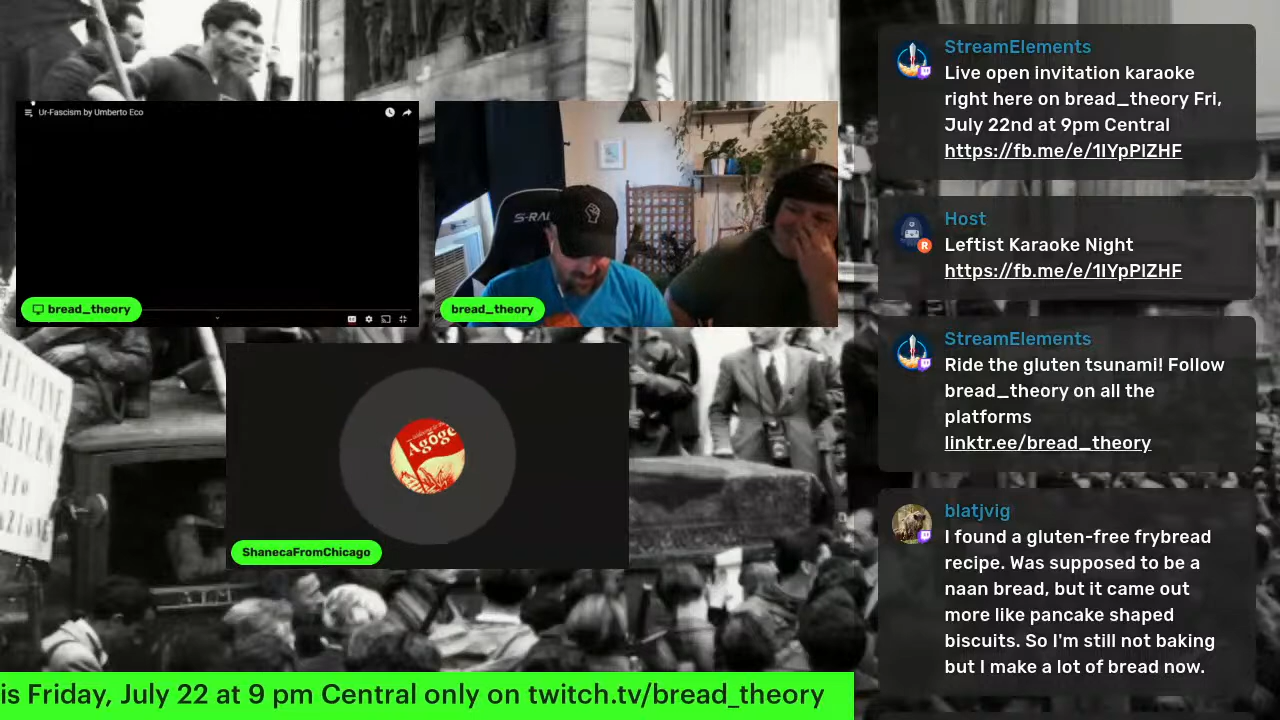 Ur-Fascism by Umberto Eco
bread_theory
S-RA
bread_theory
Agōge
ShanecaFromChicago
is Friday, July 22 at 9 pm Central only on twitch.tv/bread_theory
StreamElements
Live open invitation karaoke
right here on bread_theory Fri,
July 22nd at 9pm Central
https://fb.me/e/1IYpPlZHF
Host
Leftist Karaoke Night
https://fb.me/e/1IYpPlZHF
StreamElements
Ride the gluten tsunami! Follow
bread_theory on all the
platforms
linktr.ee/bread_theory
blatjvig
I found a gluten-free frybread
recipe. Was supposed to be a
naan bread, but it came out
more like pancake shaped
biscuits. So I'm still not baking
but I make a lot of bread now.